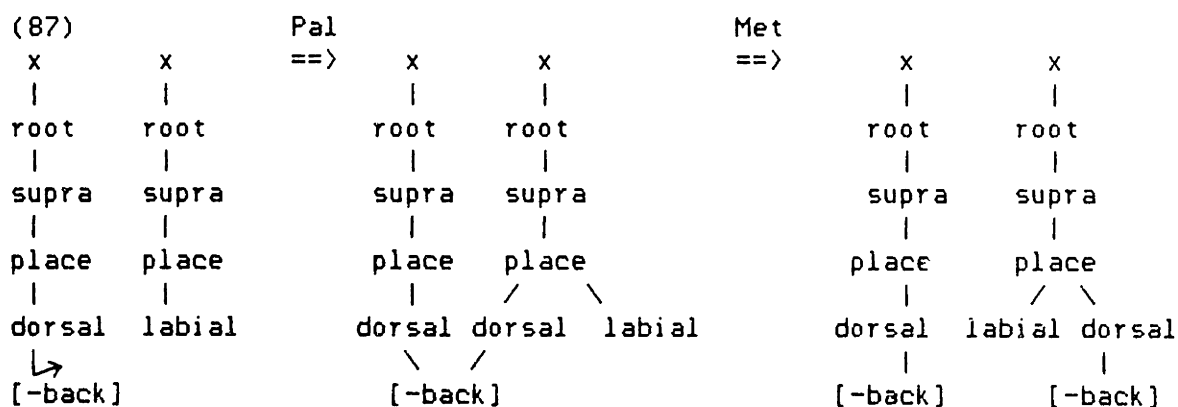 (87) Pal Met
x x ==> x x ==> x x
| | | | | |
root root root root root root
| | | | | |
supra supra supra supra supra supra
| | | | | |
place place place place place place
| | | / \ | / \
dorsal labial dorsal dorsal labial dorsal labial dorsal
\ / | |
[-back] [-back] [-back] [-back]